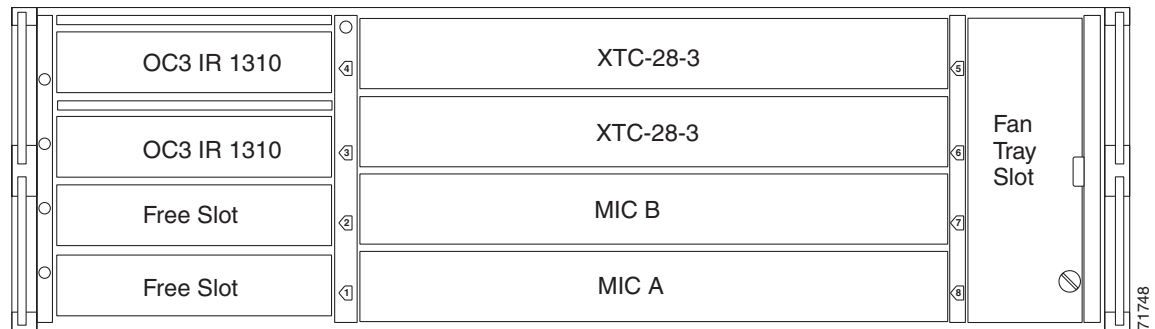 OC3 IR 1310
4
XTC-28-3
5
OC3 IR 1310
3
XTC-28-3
6
Fan
Tray
Slot
Free Slot
2
MIC B
7
Free Slot
1
MIC A
8
71748